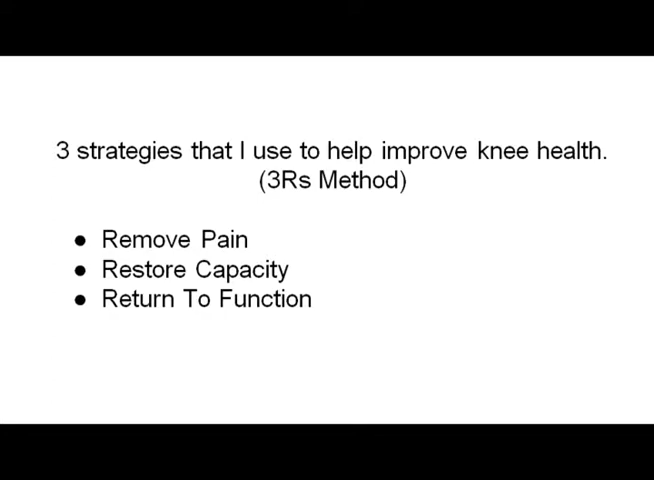 3 strategies that I use to help improve knee health.
(3Rs Method)
● Remove Pain
● Restore Capacity
● Return To Function